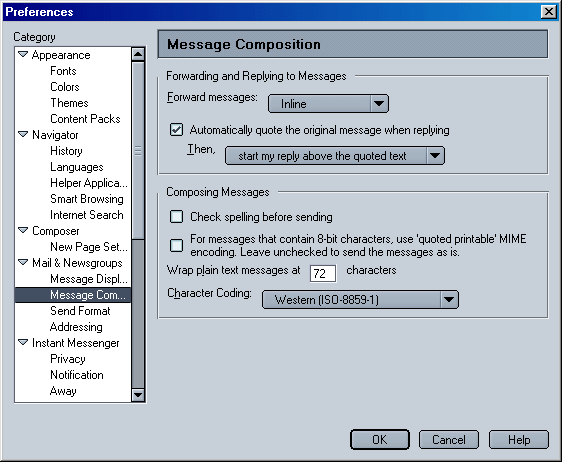 Preferences
Category
Appearance
Fonts
Colors
Themes
Content Packs
Navigator
History
Languages
Helper Applica...
Smart Browsing
Internet Search
Composer
New Page Set...
Mail & Newsgroups
Message Displ...
Message Com...
Send Format
Addressing
Instant Messenger
Privacy
Notification
Away
Message Composition
Forwarding and Replying to Messages
Forward messages: Inline
Automatically quote the original message when replying
Then, start my reply above the quoted text
Composing Messages
Check spelling before sending
For messages that contain 8-bit characters, use 'quoted printable' MIME
encoding. Leave unchecked to send the messages as is.
Wrap plain text messages at 72 characters
Character Coding: Western (ISO-8859-1)
OK Cancel Help